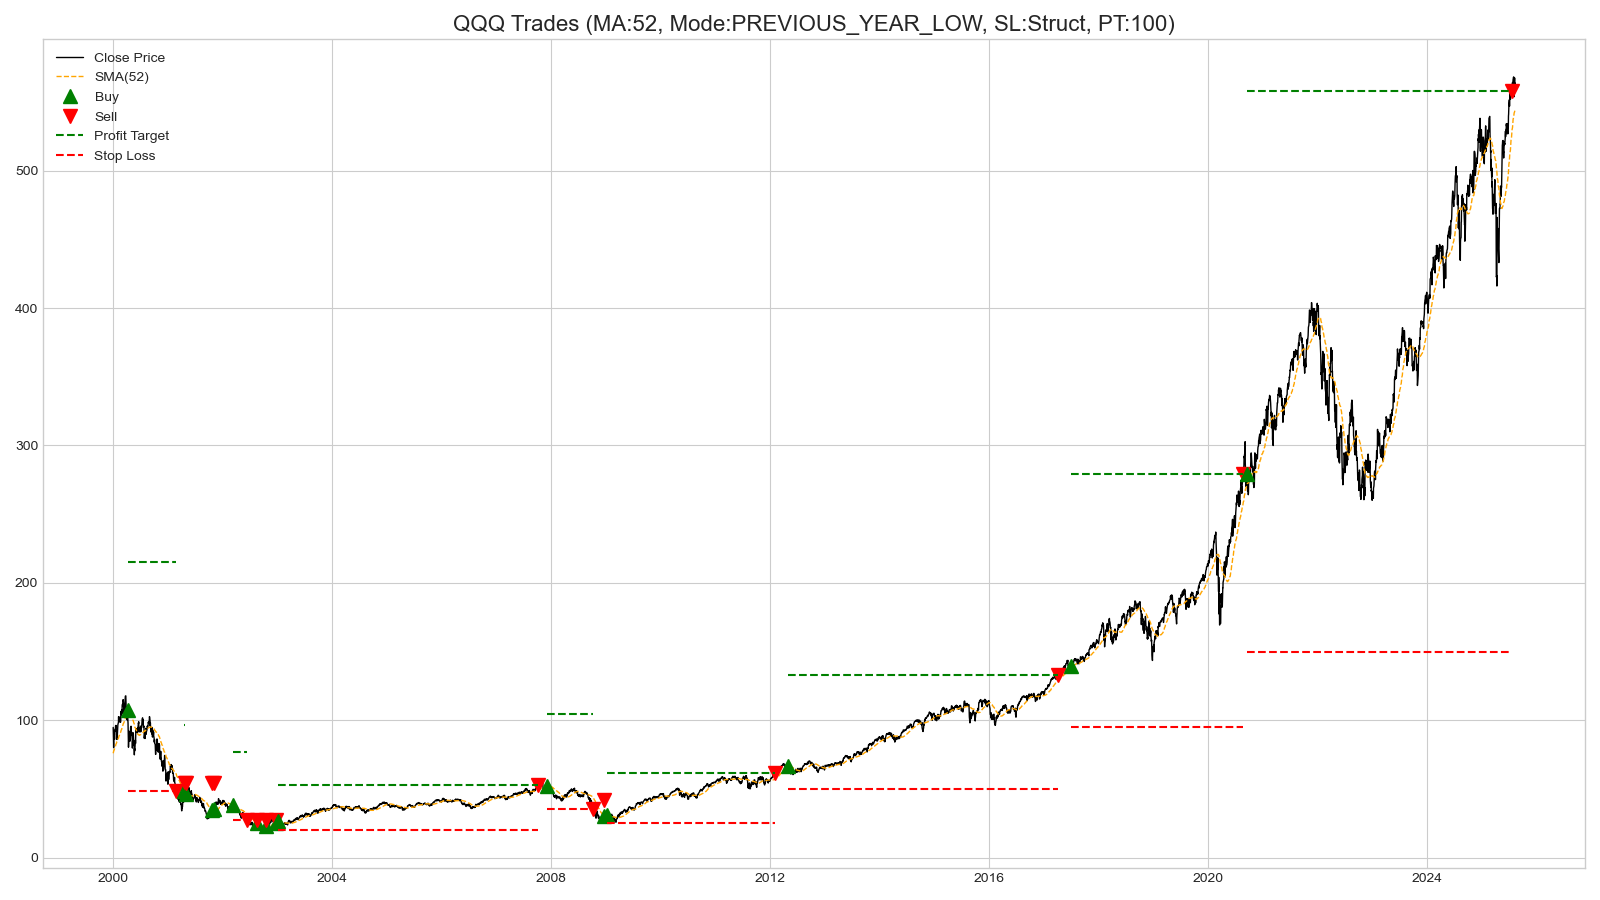 QQQ Trades (MA:52, Mode:PREVIOUS_YEAR_LOW, SL:Struct, PT:100)
Close Price
SMA(52)
Buy
Sell
Profit Target
Stop Loss
500
400
300
200
100
0
2000 2004 2008 2012 2016 2020 2024